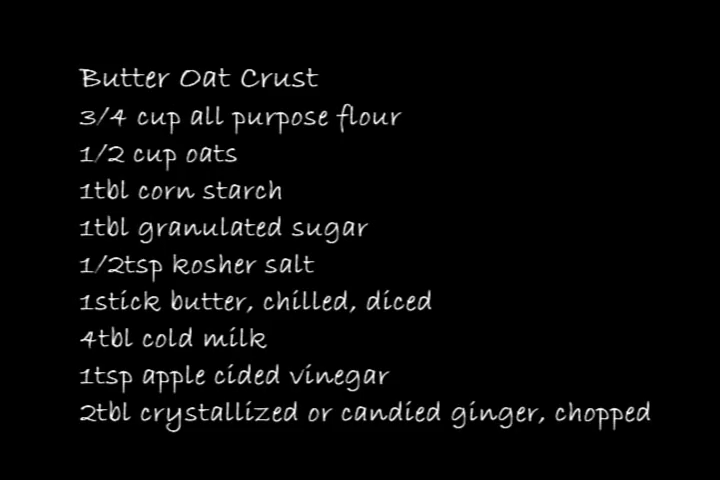 Butter Oat Crust
3/4 cup all purpose flour
1/2 cup oats
1tbl corn starch
1tbl granulated sugar
1/2tsp kosher salt
1stick butter, chilled, diced
4tbl cold milk
1tsp apple cided vinegar
2tbl crystallized or candied ginger, chopped